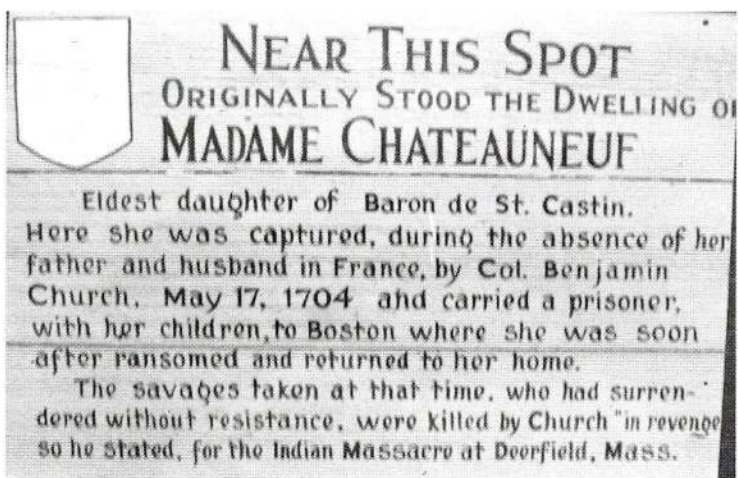 NEAR THIS SPOT
ORIGINALLY STOOD THE DWELLING OF
MADAME CHATEAUNEUF
Eldest daughter of Baron de St. Castin.
Here she was captured, during the absence of her
father and husband in France, by Col. Benjamin
Church, May 17, 1704 and carried a prisoner,
with her children, to Boston where she was soon
after ransomed and returned to her home.
The savages taken at that time, who had surren-
dered without resistance, were killed by Church "in revenge
so he stated, for the Indian Massacre at Deerfield, Mass.